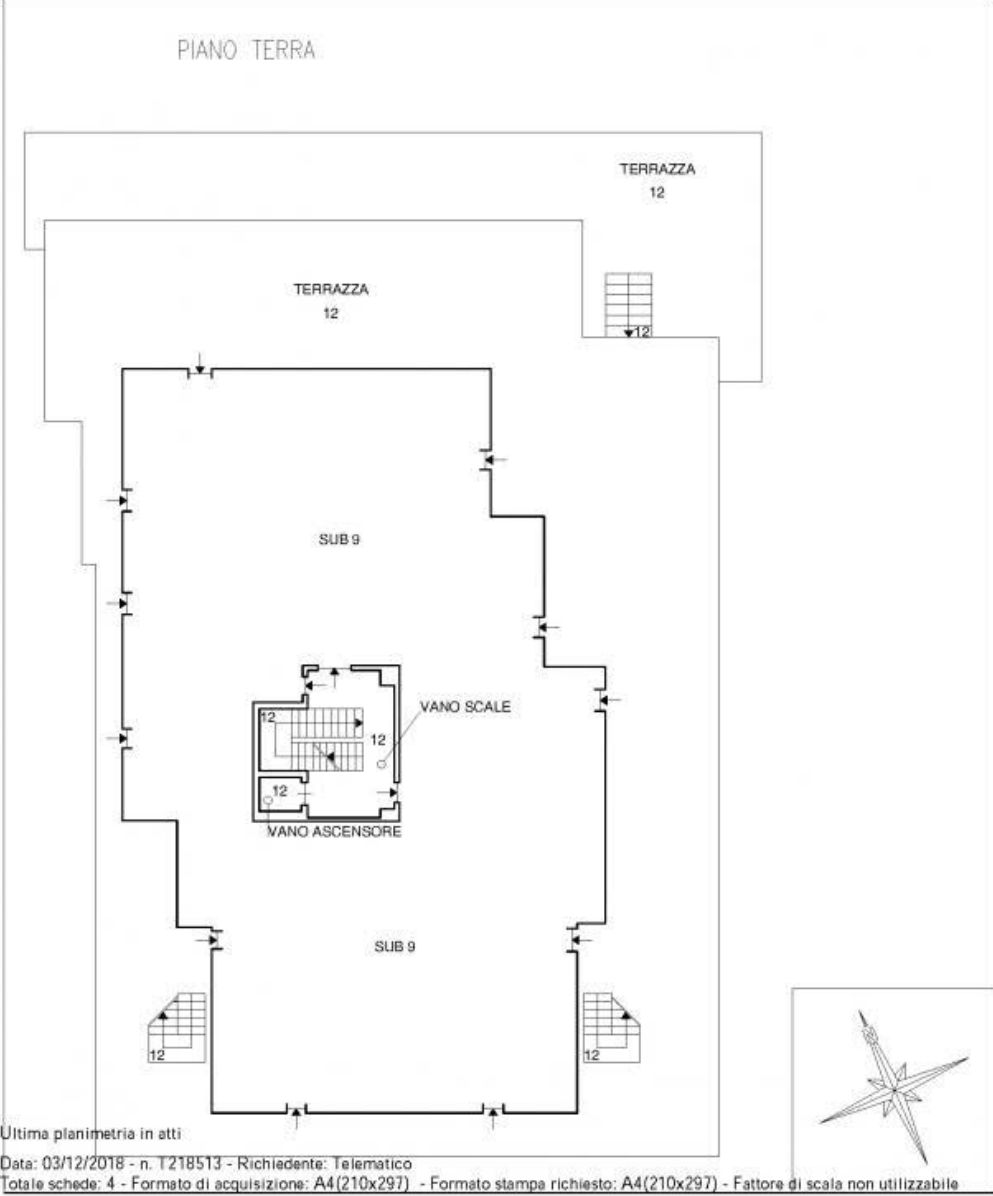 PIANO TERRA
TERRAZZA
12
TERRAZZA
12
12
SUB 9
VANO SCALE
12
12
12
VANO ASCENSORE
SUB 9
12
12
Ultima planimetria in atti
Data: 03/12/2018 - n. T218513 - Richiedente: Telematico
Totale schede: 4 - Formato di acquisizione: A4(210x297) - Formato stampa richiesto: A4(210x297) - Fattore di scala non utilizzabile